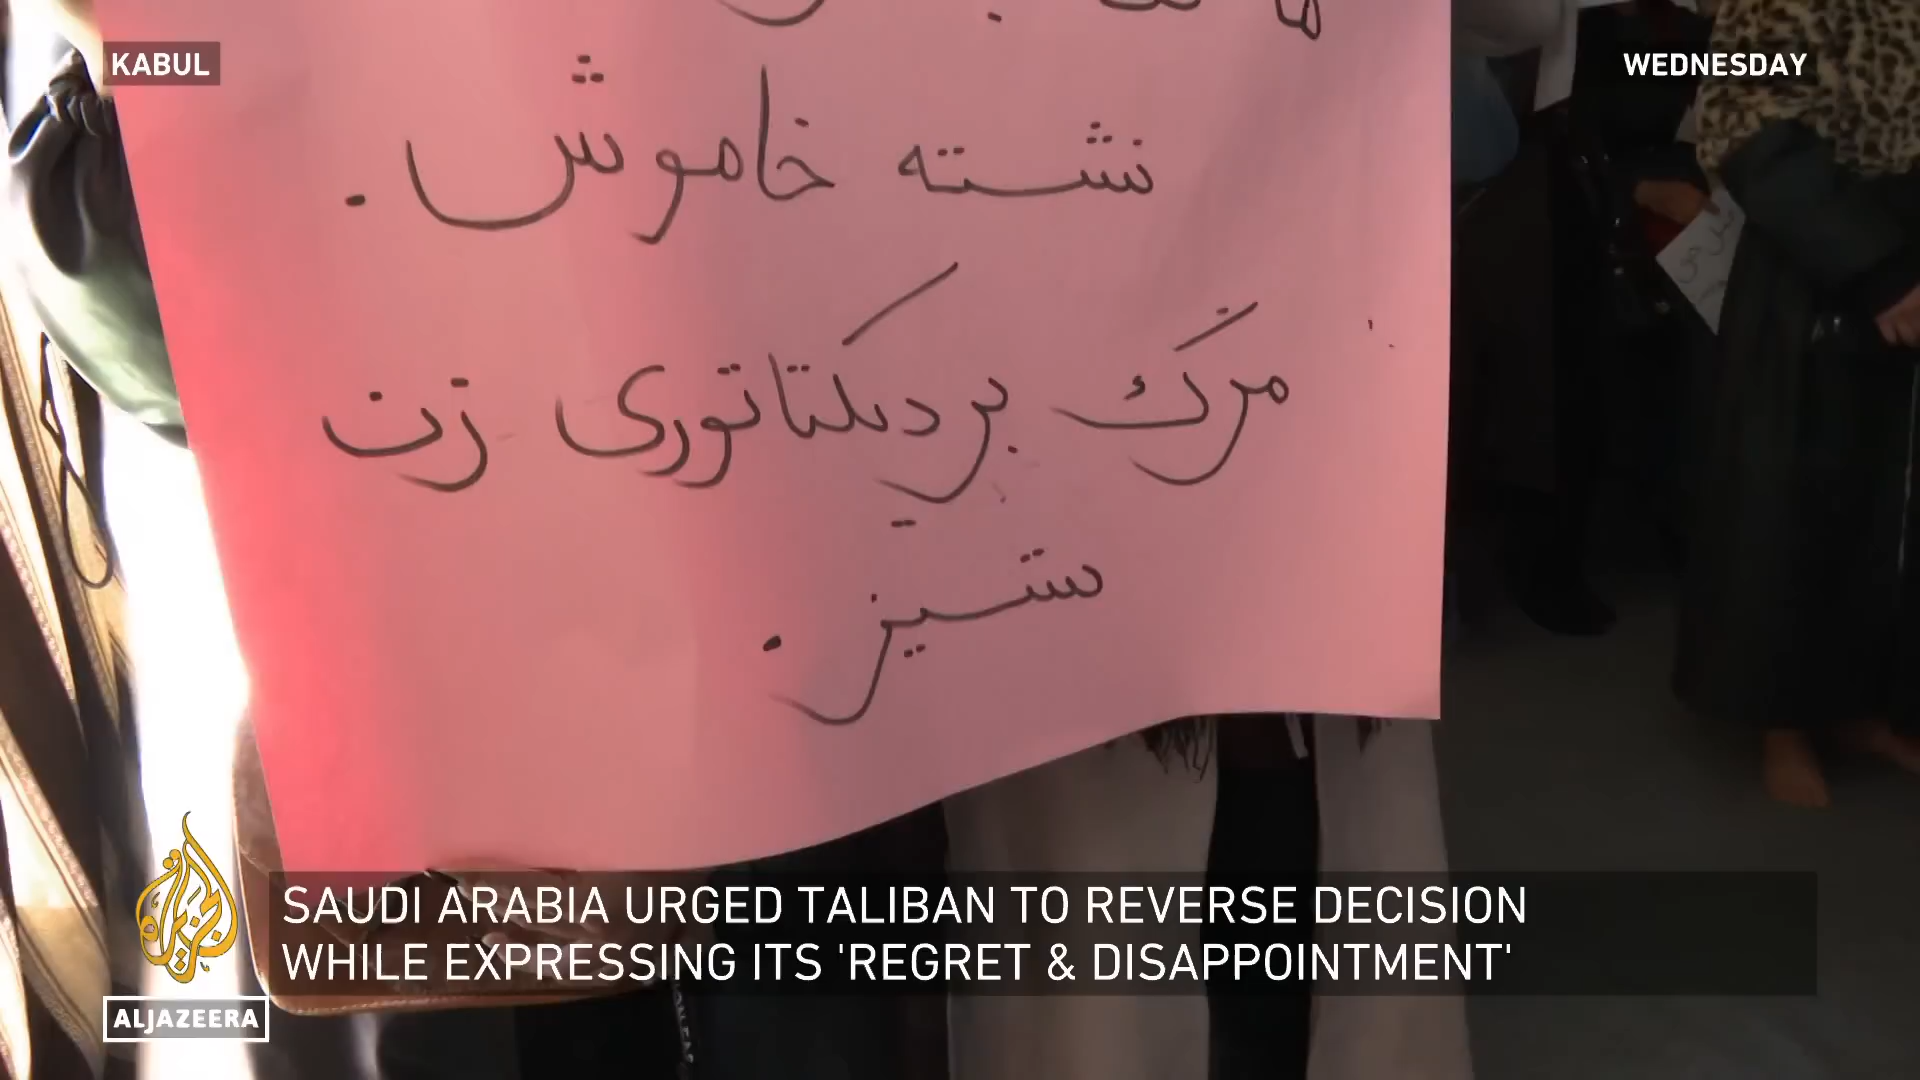 KABUL
WEDNESDAY
نشسته خاموش.
مرگ بر دیکتاتوری زن
ستیز.
SAUDI ARABIA URGED TALIBAN TO REVERSE DECISION
WHILE EXPRESSING ITS 'REGRET & DISAPPOINTMENT'
الجزيرة
ALJAZEERA